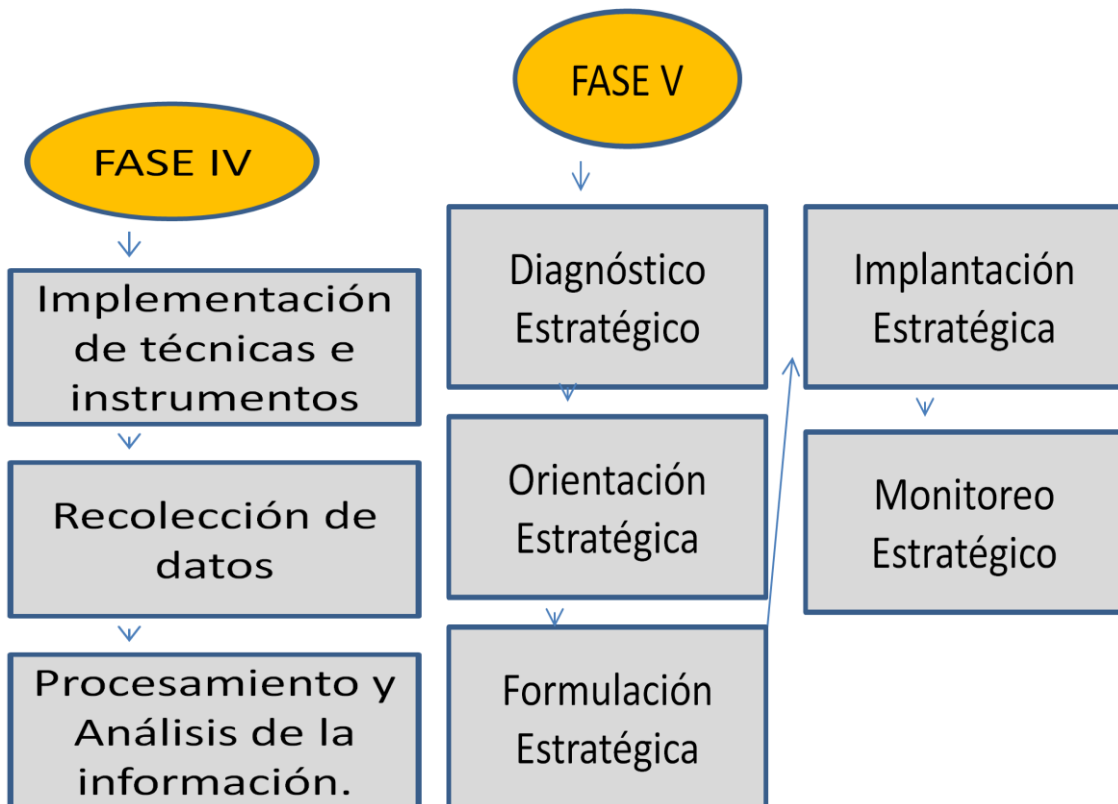 FASE IV
Implementación
de técnicas e
instrumentos
Recolección de
datos
Procesamiento y
Análisis de la
información.
FASE V
Diagnóstico
Estratégico
Orientación
Estratégica
Formulación
Estratégica
Implantación
Estratégica
Monitoreo
Estratégico